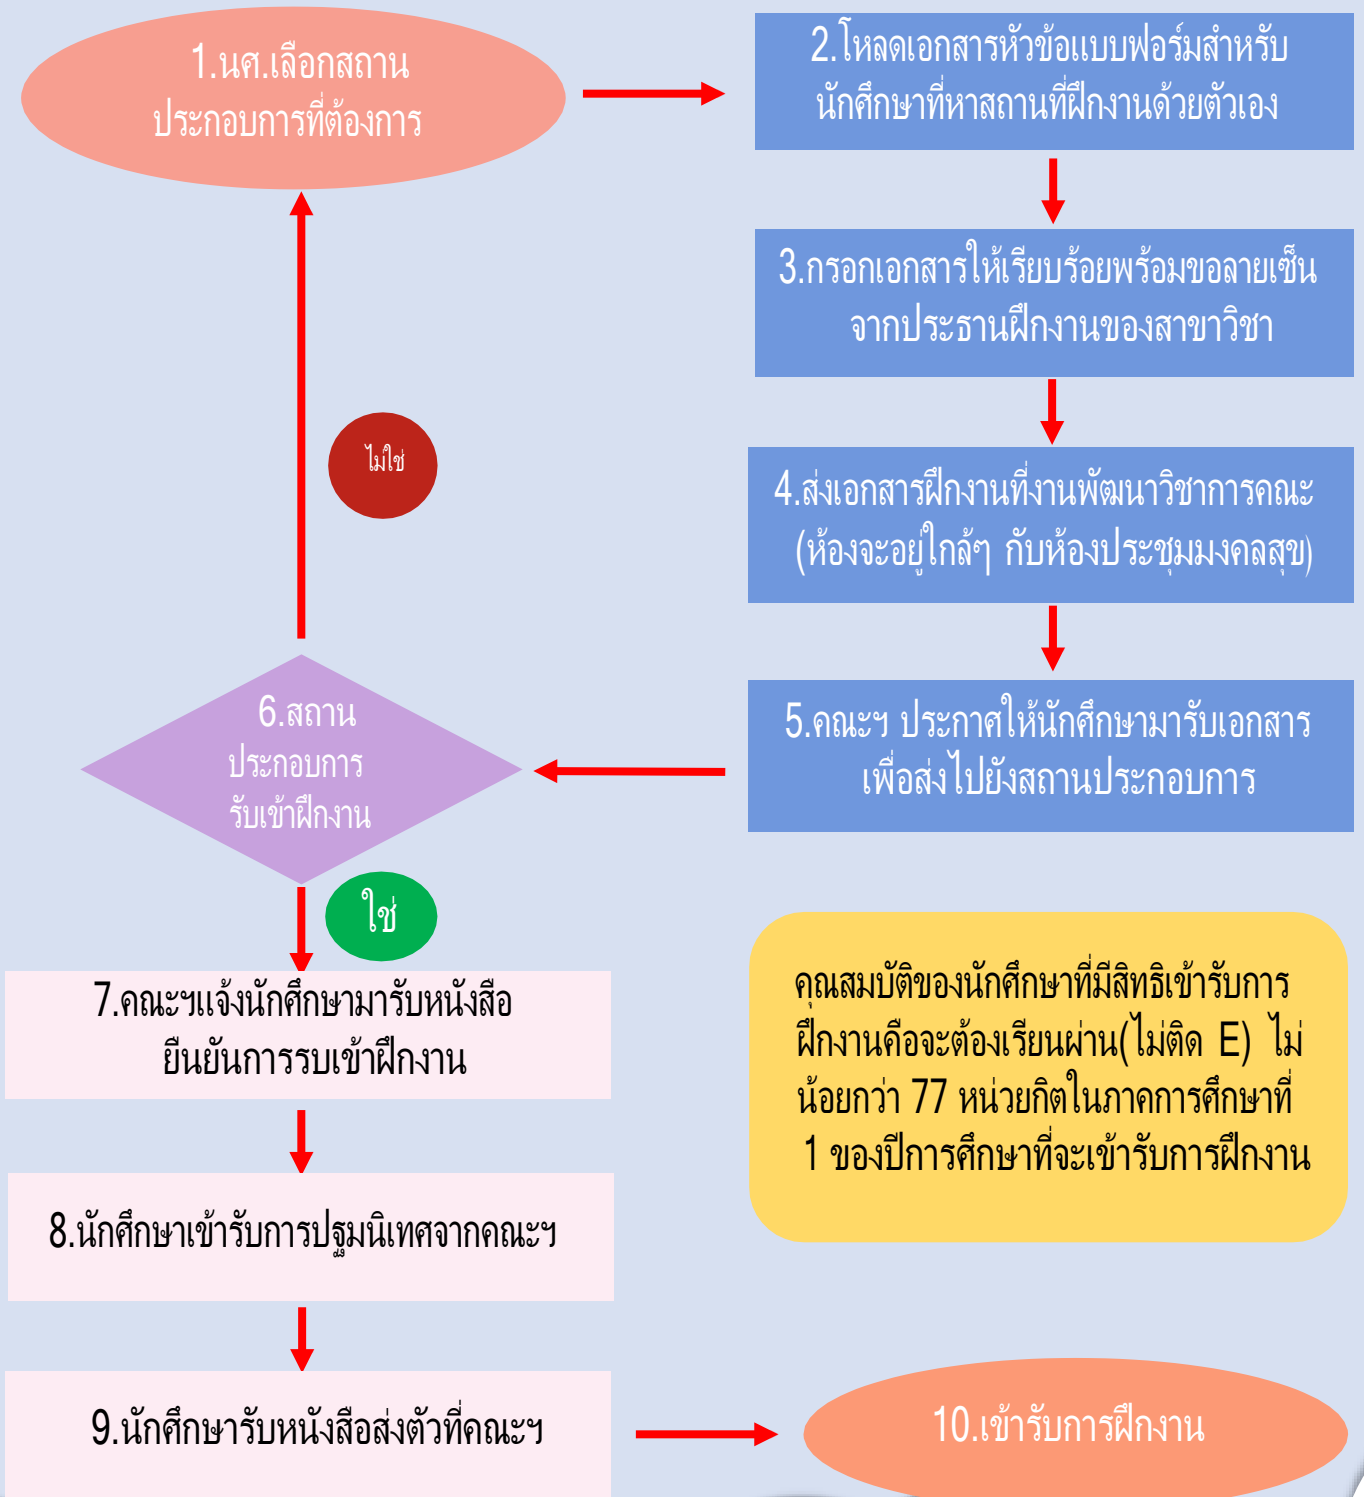 1.นศ.เลือกสถาน
ประกอบการที่ต้องการ
2.โหลดเอกสารหัวข้อแบบฟอร์มสำหรับ
นักศึกษาที่หาสถานที่ฝึกงานด้วยตัวเอง
3.กรอกเอกสารให้เรียบร้อยพร้อมขอลายเซ็น
จากประธานฝึกงานของสาขาวิชา
4.ส่งเอกสารฝึกงานที่งานพัฒนาวิชาการคณะ
(ห้องจะอยู่ใกล้ๆ กับห้องประชุมมงคลสุข)
5.คณะฯ ประกาศให้นักศึกษามารับเอกสาร
เพื่อส่งไปยังสถานประกอบการ
6.สถาน
ประกอบการ
รับเข้าฝึกงาน
ไม่ใช่
ใช่
7.คณะฯแจ้งนักศึกษามารับหนังสือ
ยืนยันการรบเข้าฝึกงาน
8.นักศึกษาเข้ารับการปฐมนิเทศจากคณะฯ
9.นักศึกษารับหนังสือส่งตัวที่คณะฯ
10.เข้ารับการฝึกงาน
คุณสมบัติของนักศึกษาที่มีสิทธิเข้ารับการ
ฝึกงานคือจะต้องเรียนผ่าน(ไม่ติด E) ไม่
น้อยกว่า 77 หน่วยกิตในภาคการศึกษาที่
1 ของปีการศึกษาที่จะเข้ารับการฝึกงาน